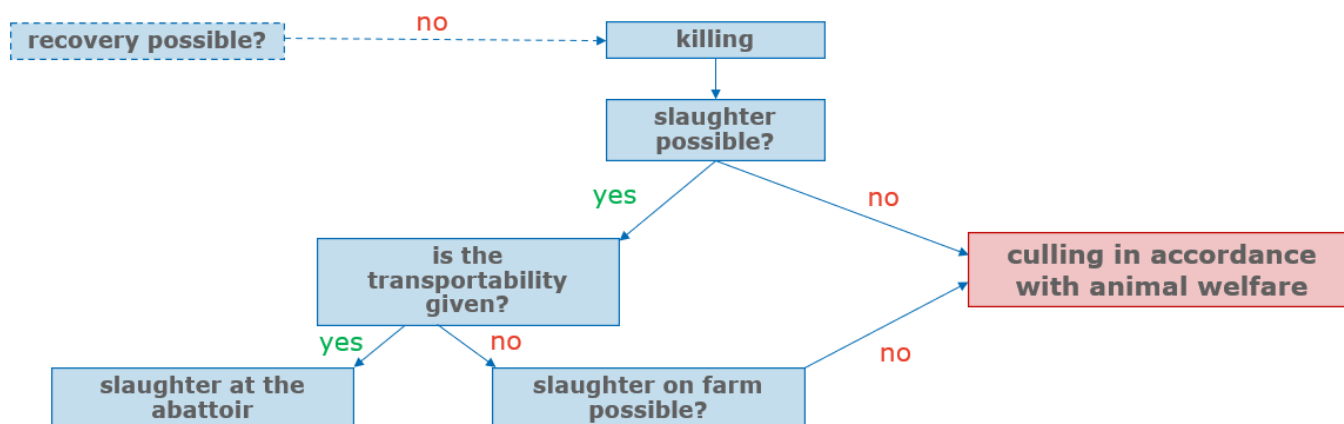 no
recovery possible?
killing
slaughter
possible?
yes
no
is the
transportability
given?
culling in accordance
with animal welfare
yes
no
no
slaughter at the
abattoir
slaughter on farm
possible?